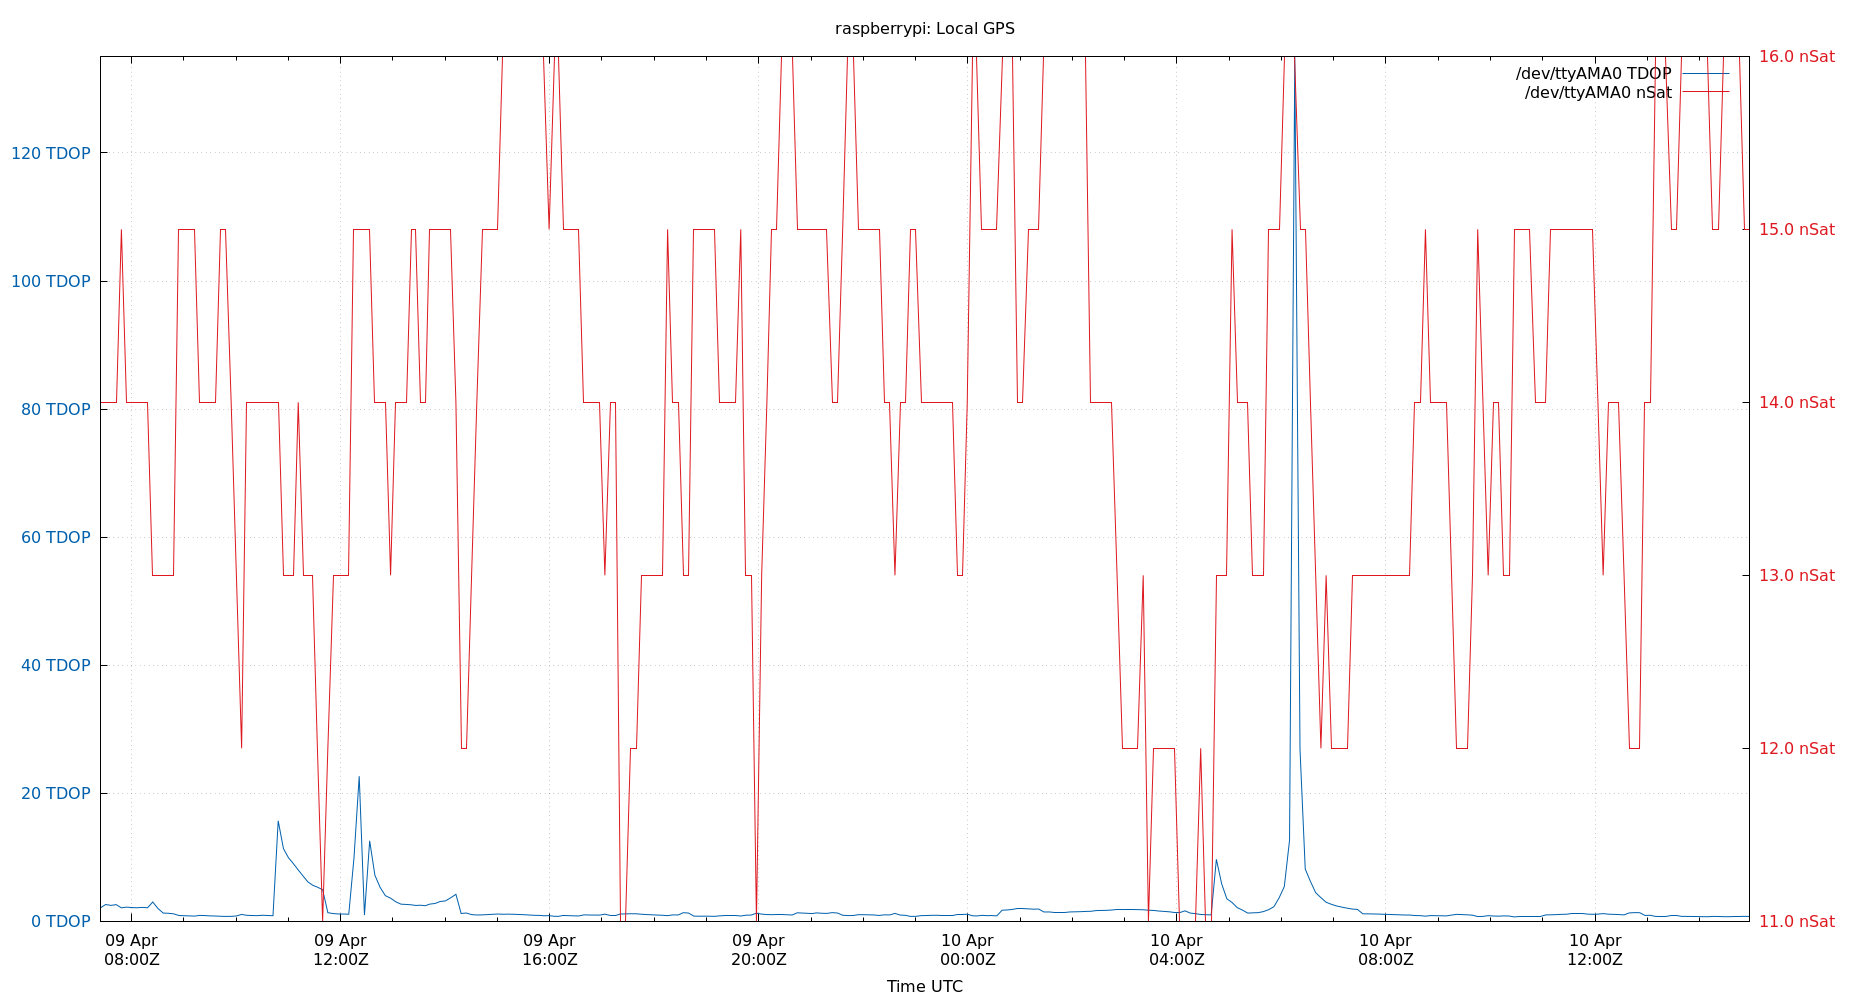 raspberrypi: Local GPS
16.0 nSat
/dev/ttyAMA0 TDOP
/dev/ttyAMA0 nSat
120 TDOP
15.0 nSat
100 TDOP
80 TDOP
14.0 nSat
60 TDOP
13.0 nSat
40 TDOP
12.0 nSat
20 TDOP
0 TDOP
11.0 nSat
09 Apr
08:00Z
09 Apr
12:00Z
09 Apr
16:00Z
09 Apr
20:00Z
10 Apr
00:00Z
10 Apr
04:00Z
10 Apr
08:00Z
10 Apr
12:00Z
Time UTC